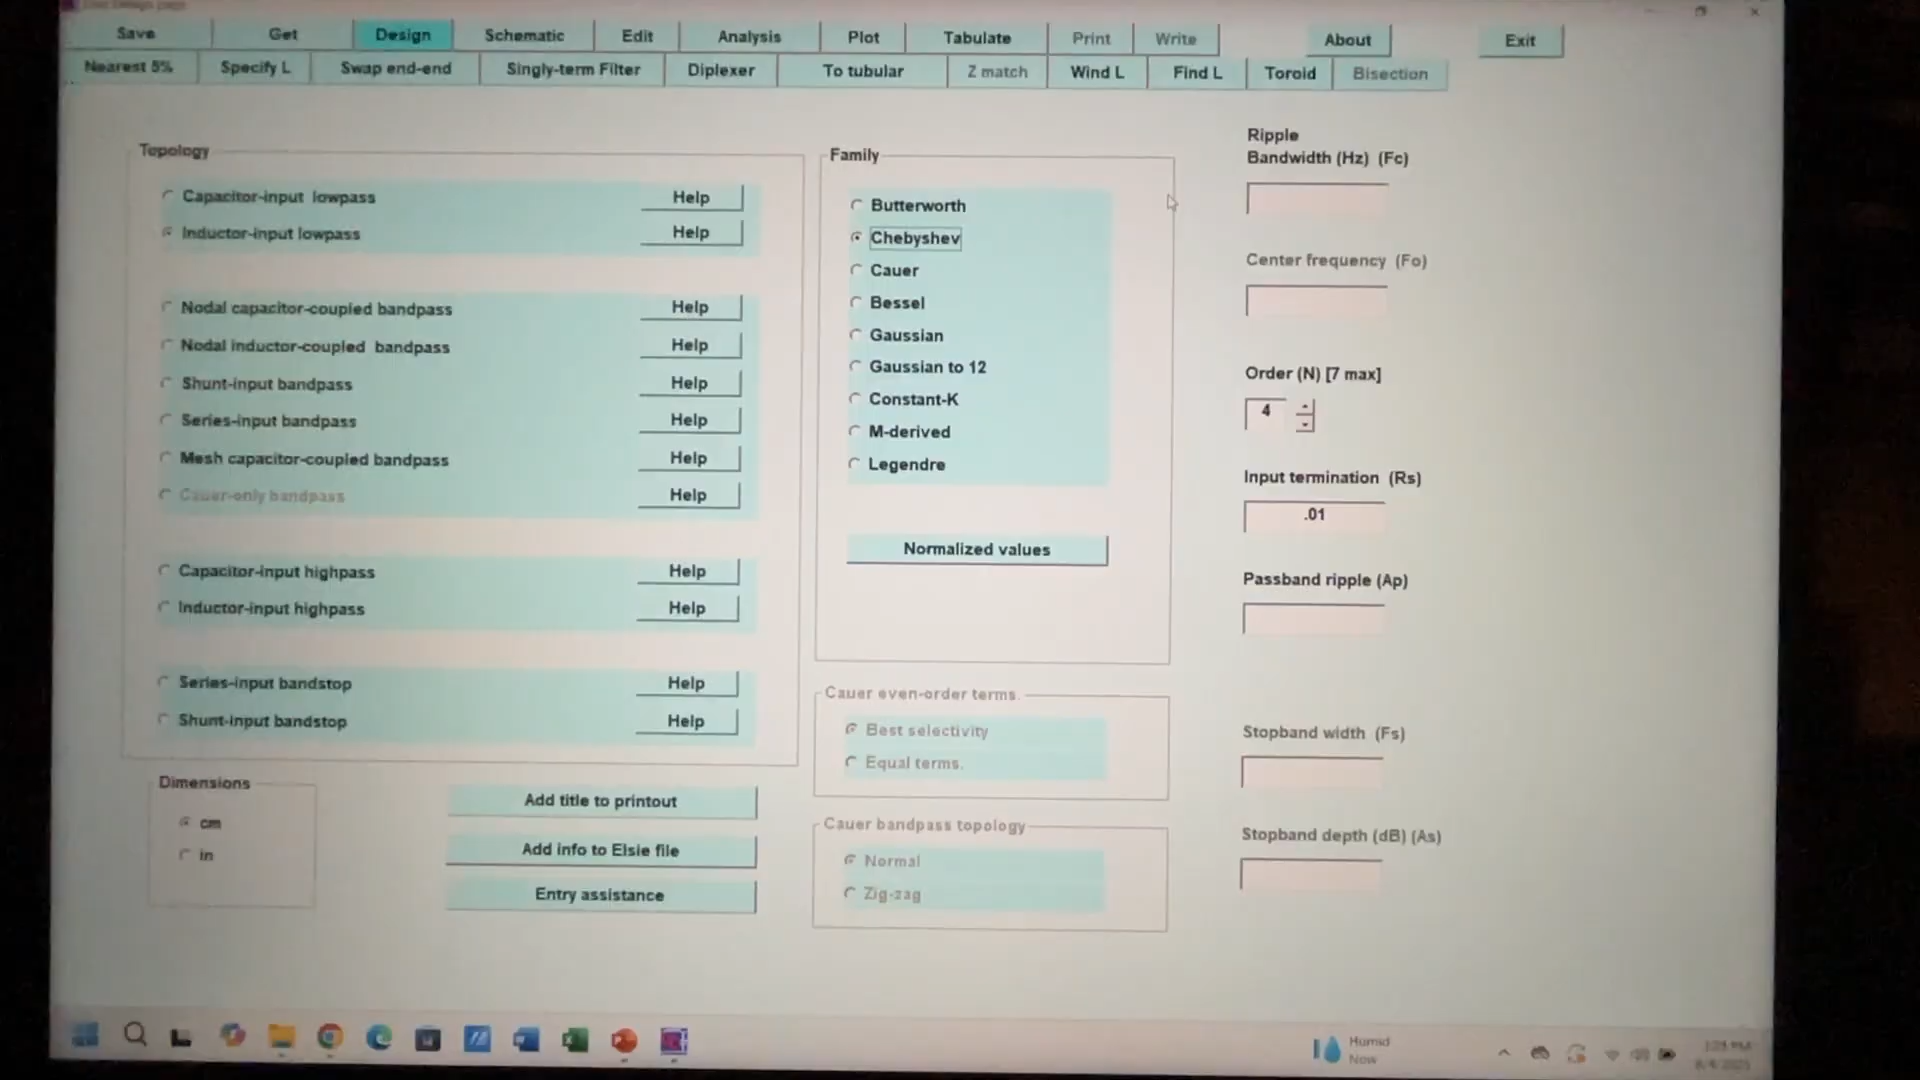 Save Get Design Schematic Edit Analysis Plot Tabulate Print Write About Exit
Nearest 5% Specify L Swap end-end Singly-term Filter Diplexer To tubular Z match Wind L Find L Toroid Bisection
Topology
Capacitor-input lowpass Help
Inductor-input lowpass Help
Nodal capacitor-coupled bandpass Help
Nodal inductor-coupled bandpass Help
Shunt-input bandpass Help
Series-input bandpass Help
Mesh capacitor-coupled bandpass Help
Cauer-only bandpass Help
Capacitor-input highpass Help
Inductor-input highpass Help
Series-input bandstop Help
Shunt-input bandstop Help
Dimensions
cm
in
Add title to printout
Add info to Elsie file
Entry assistance
Family
Butterworth
Chebyshev
Cauer
Bessel
Gaussian
Gaussian to 12
Constant-K
M-derived
Legendre
Normalized values
Cauer even-order terms.
Best selectivity
Equal terms.
Cauer bandpass topology
Normal
Zig-zag
Ripple
Bandwidth (Hz) (Fc)
Center frequency (Fo)
Order (N) [7 max]
4
Input termination (Rs)
.01
Passband ripple (Ap)
Stopband width (Fs)
Stopband depth (dB) (As)
Humid
Now